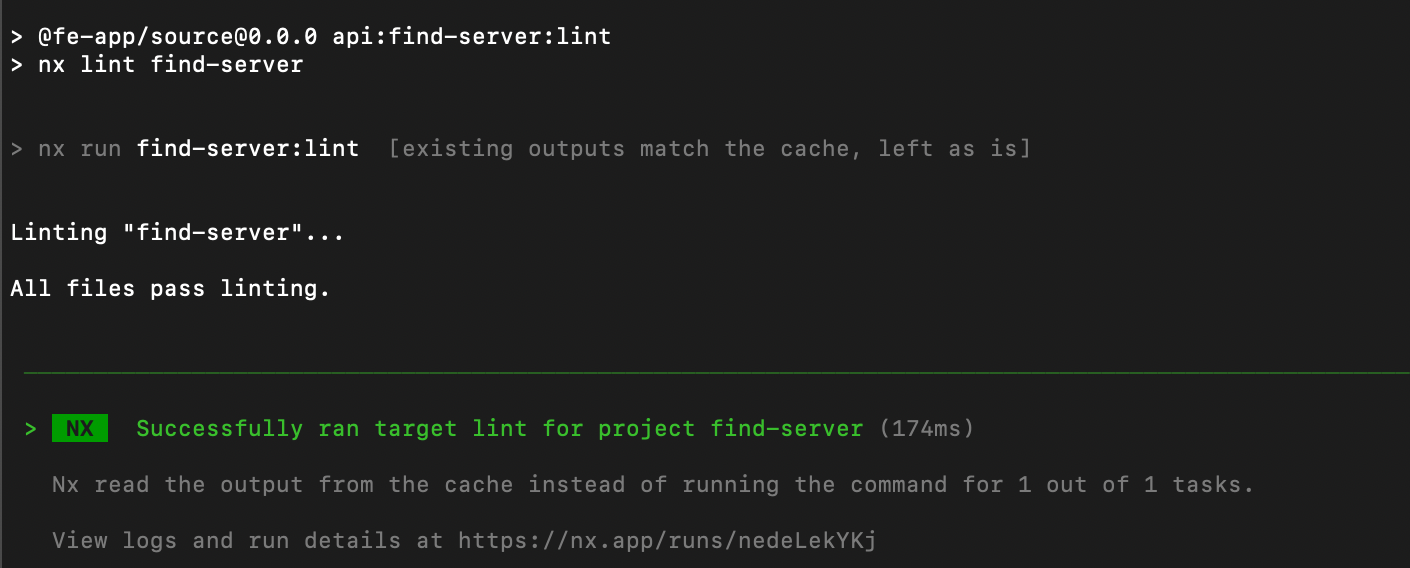 > @fe-app/source@0.0.0 api:find-server:lint
> nx lint find-server
> nx run find-server:lint  [existing outputs match the cache, left as is]
Linting "find-server"...
All files pass linting.
> NX Successfully ran target lint for project find-server (174ms)
Nx read the output from the cache instead of running the command for 1 out of 1 tasks.
View logs and run details at https://nx.app/runs/nedeLekYKj